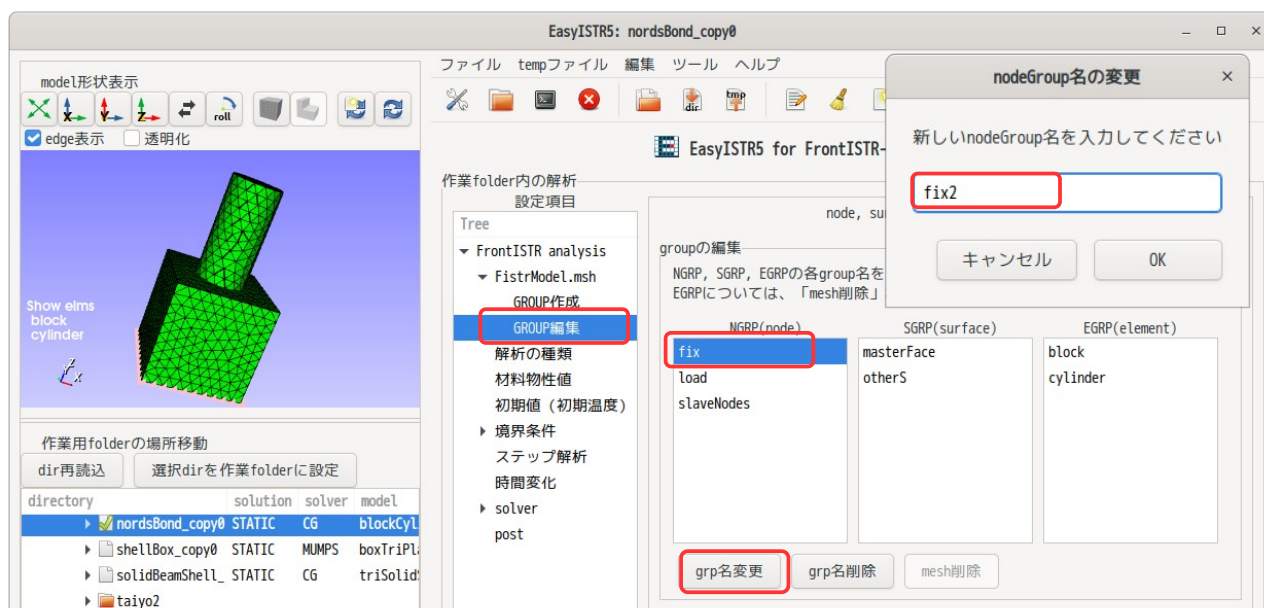 EasyISTR5: nordsBond_copy0
model形状表示
roll
edge表示 透明化
Show elms
block
cylinder
作業用folderの場所移動
dir再読込 選択dirを作業folderに設定
directory solution solver model
nordsBond_copy0 STATIC CG blockCyl
shellBox_copy0 STATIC MUMPS boxTriPl
solidBeamShell_ STATIC CG triSolid
taiyo2
ファイル tempファイル 編集 ツール ヘルプ
dir tmp
EasyISTR5 for FrontISTR-
作業folder内の解析
設定項目
Tree
FrontISTR analysis
FistrModel.msh
GROUP作成
GROUP編集
解析の種類
材料物性値
初期値（初期温度）
境界条件
ステップ解析
時間変化
solver
post
node, su
groupの編集
NGRP, SGRP, EGRPの各group名を
EGRPについては、「mesh削除」
NGRP(node) SGRP(surface) EGRP(element)
fix masterFace block
load otherS cylinder
slaveNodes
grp名変更 grp名削除 mesh削除
nodeGroup名の変更
新しいnodeGroup名を入力してください
fix2
キャンセル OK